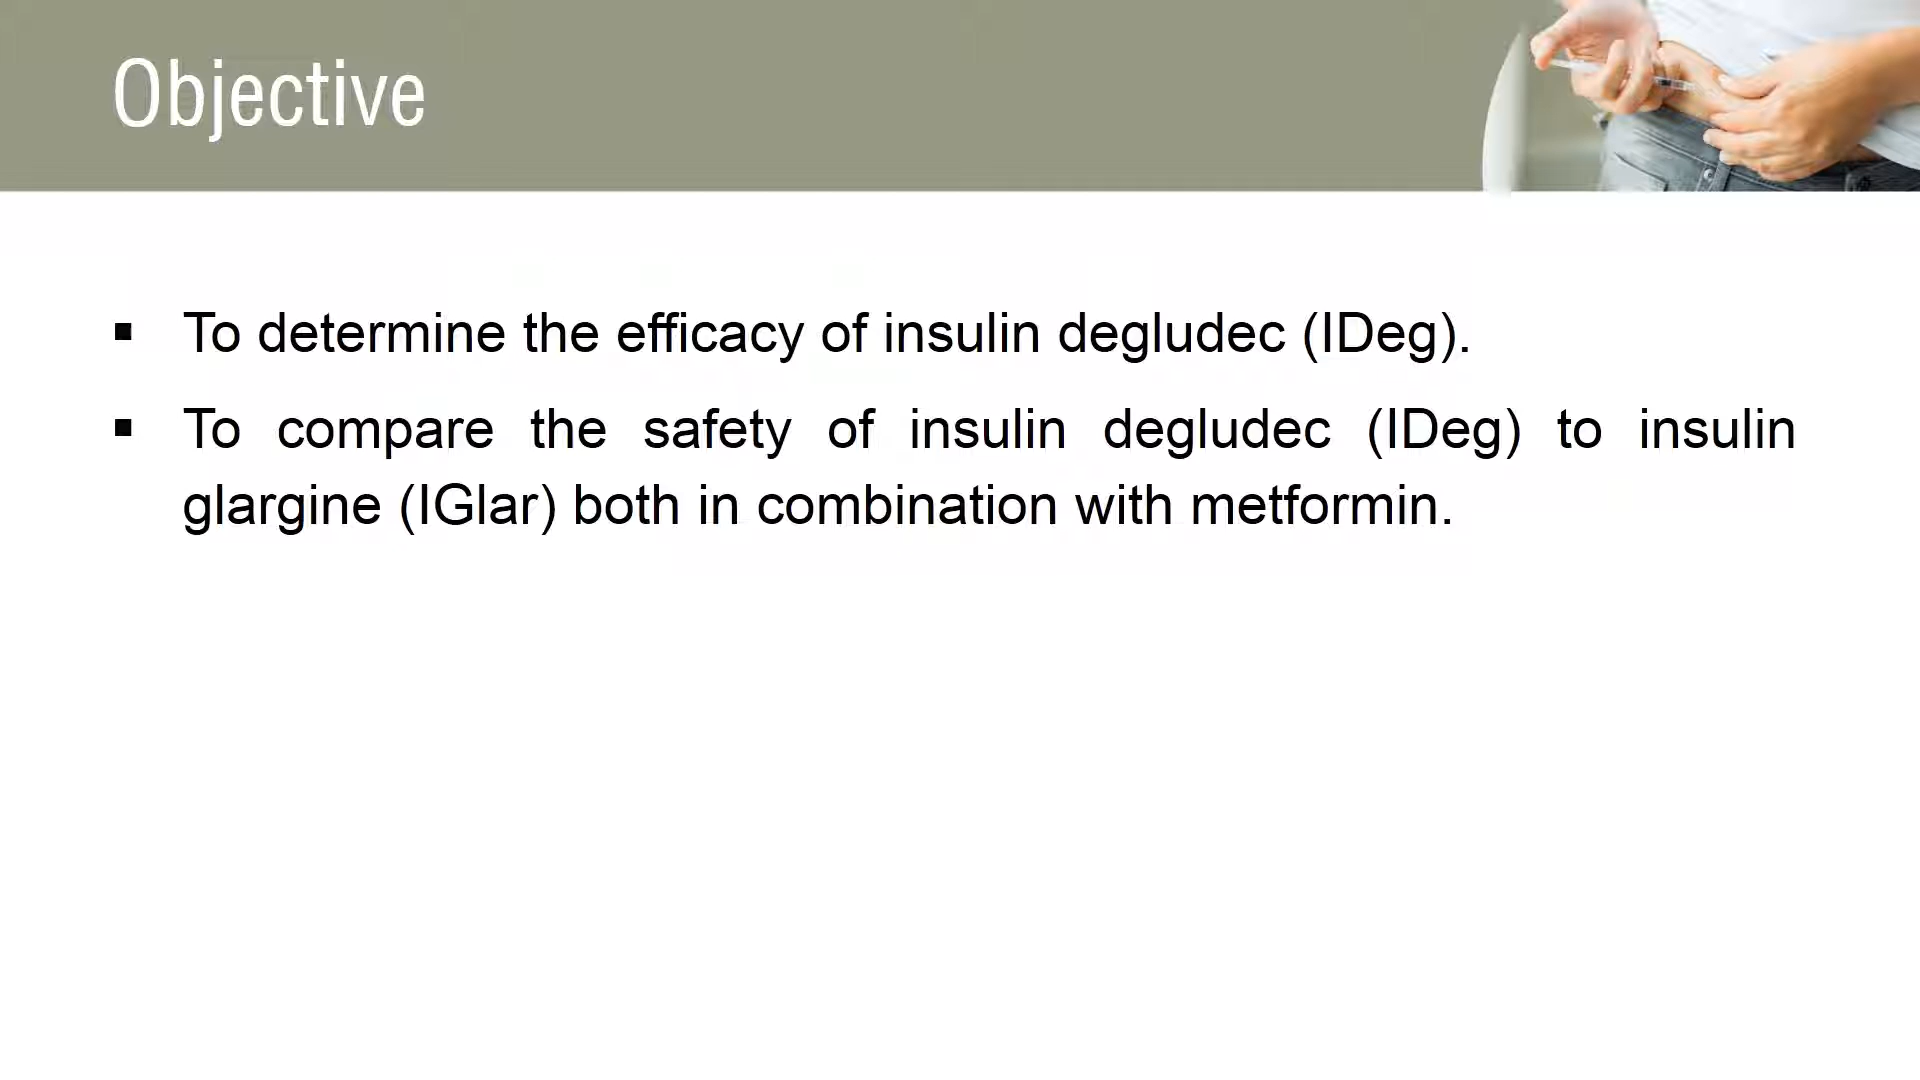 Objective
▪ To determine the efficacy of insulin degludec (IDeg).
▪ To compare the safety of insulin degludec (IDeg) to insulin
glargine (IGlar) both in combination with metformin.